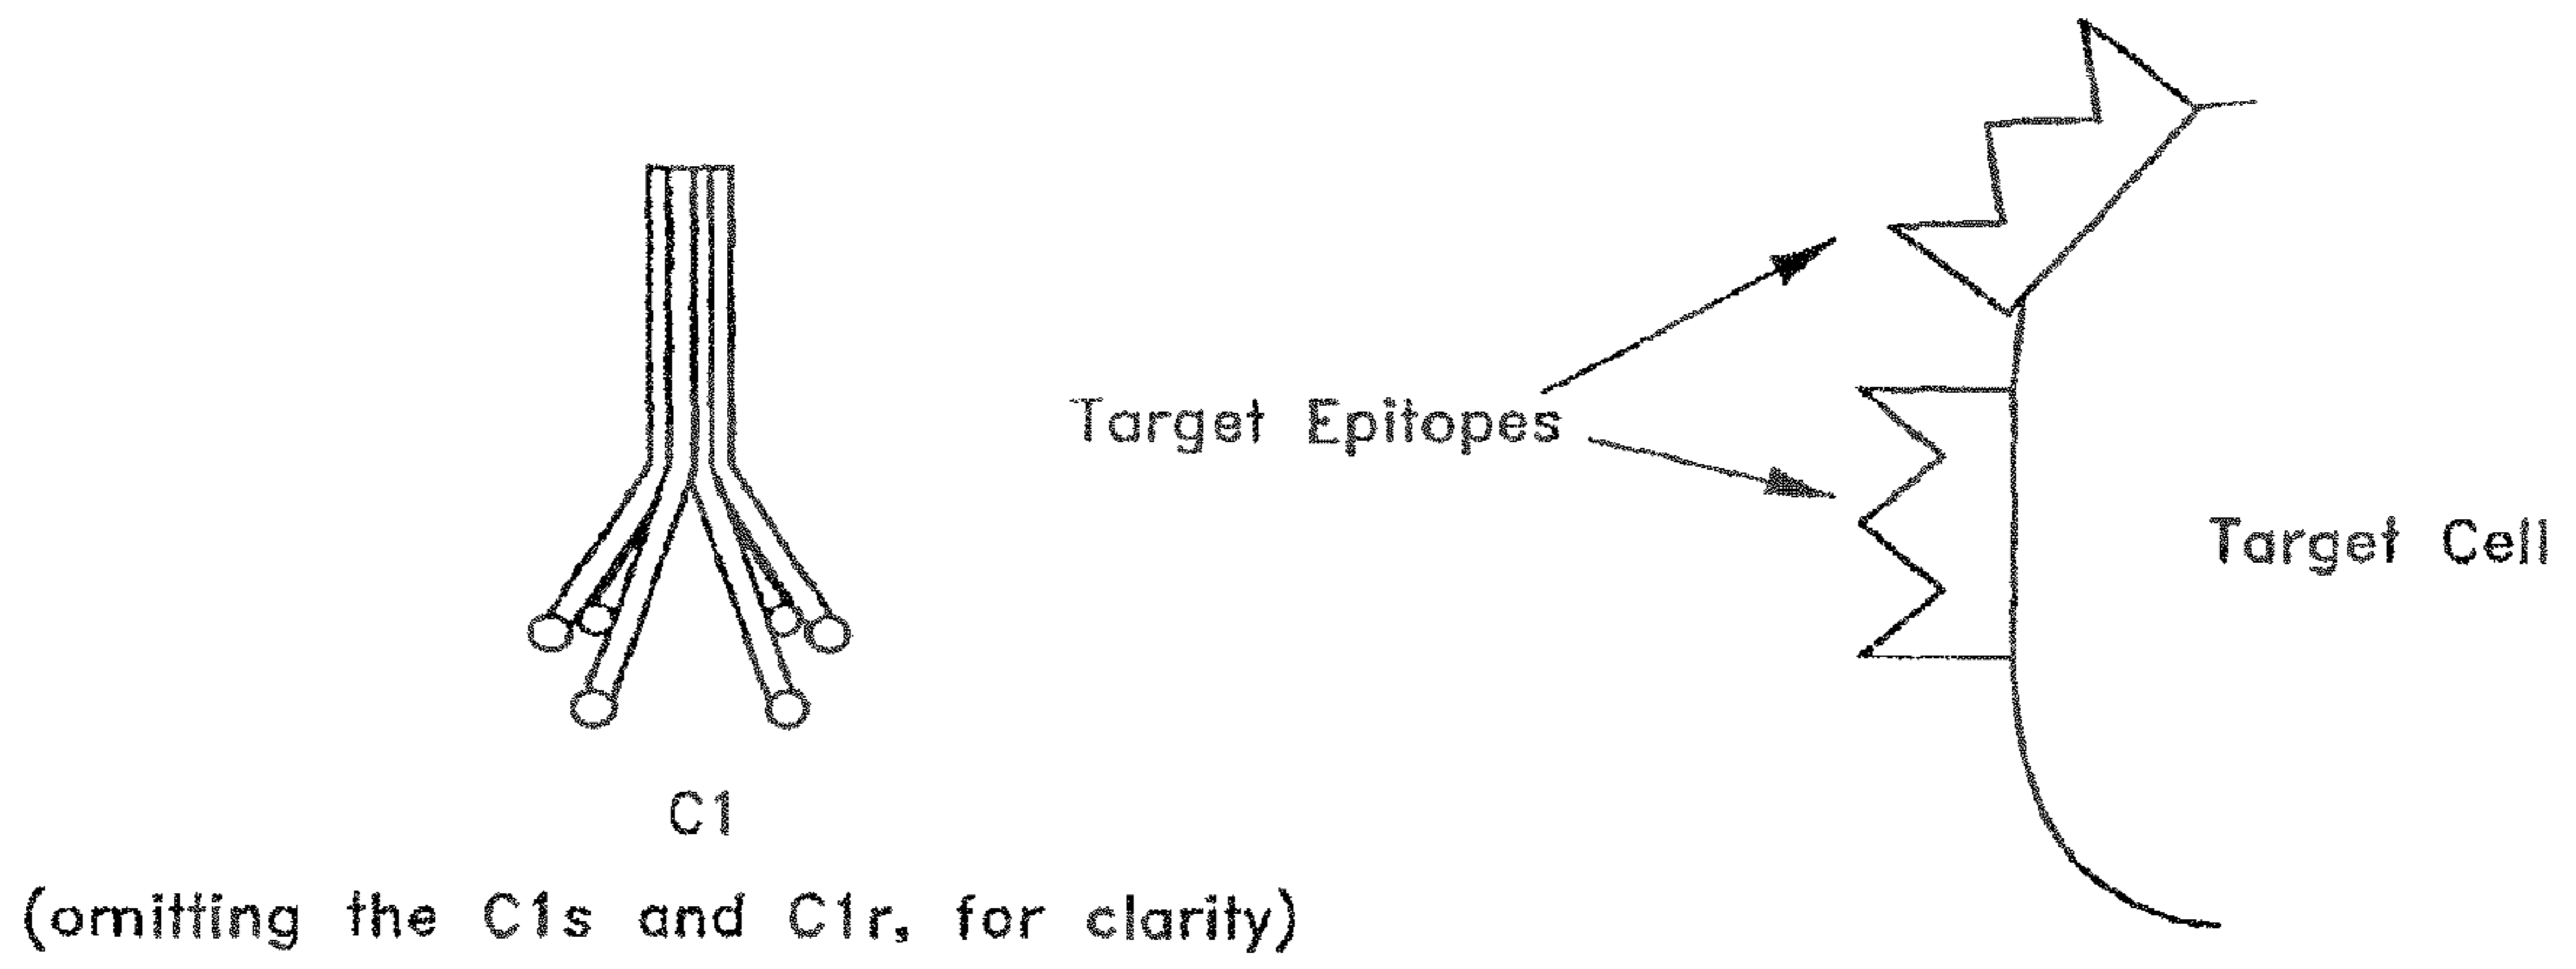 Target Epitopes
Target Cell
C1
(omitting the C1s and C1r, for clarity)